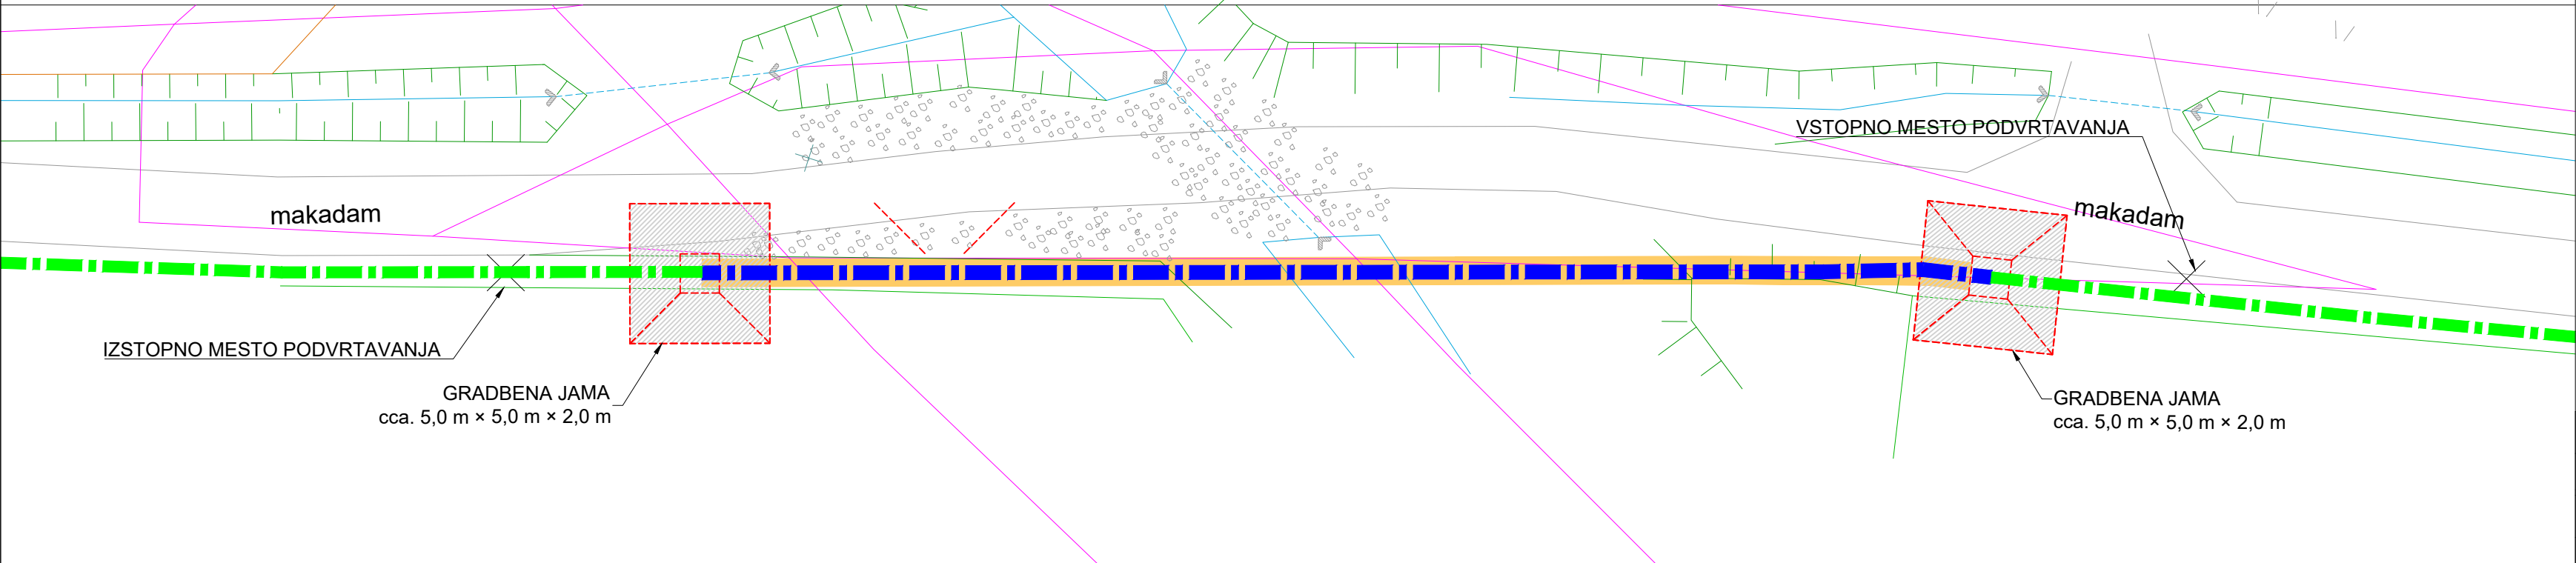 VSTOPNO MESTO PODVRTAVANJA
makadam
makadam
IZSTOPNO MESTO PODVRTAVANJA
GRADBENA JAMA
cca. 5,0 m × 5,0 m × 2,0 m
GRADBENA JAMA
cca. 5,0 m × 5,0 m × 2,0 m